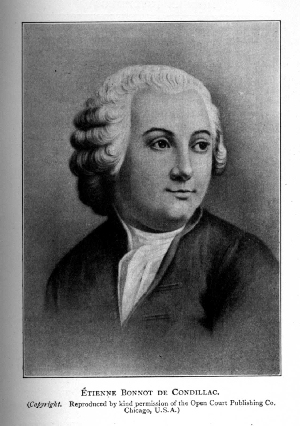 Étienne Bonnot de Condillac.
(Copyright. Reproduced by kind permission of the Open Court Publishing Co.
Chicago, U.S.A.)